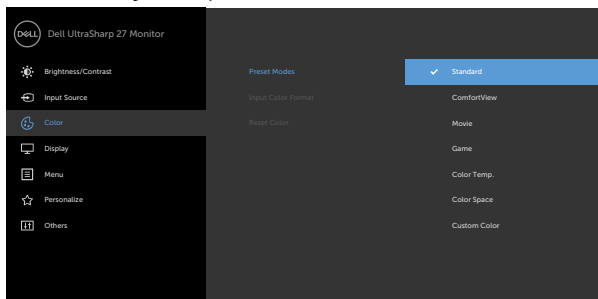 DELL Dell UltraSharp 27 Monitor
Brightness/Contrast
Input Source
Color
Display
Menu
Personalize
Others
Preset Modes
Input Color Format
Reset Color
Standard
ComfortView
Movie
Game
Color Temp.
Color Space
Custom Color